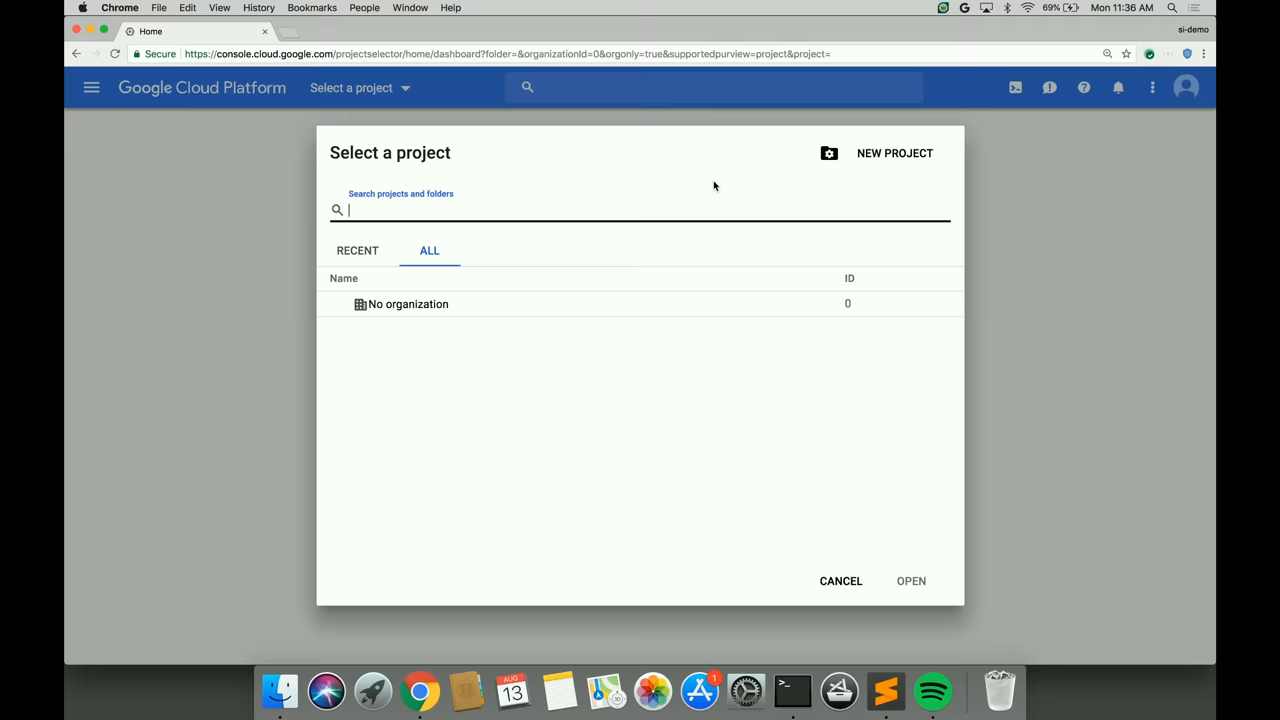 Chrome File Edit View History Bookmarks People Window Help 69% Mon 11:36 AM
Home si-demo
Secure https://console.cloud.google.com/projectselector/home/dashboard?folder=&organizationId=0&orgonly=true&supportedpurview=project&project=
Google Cloud Platform Select a project
Select a project NEW PROJECT
Search projects and folders
RECENT ALL
Name ID
No organization 0
CANCEL OPEN
AUG
13
1